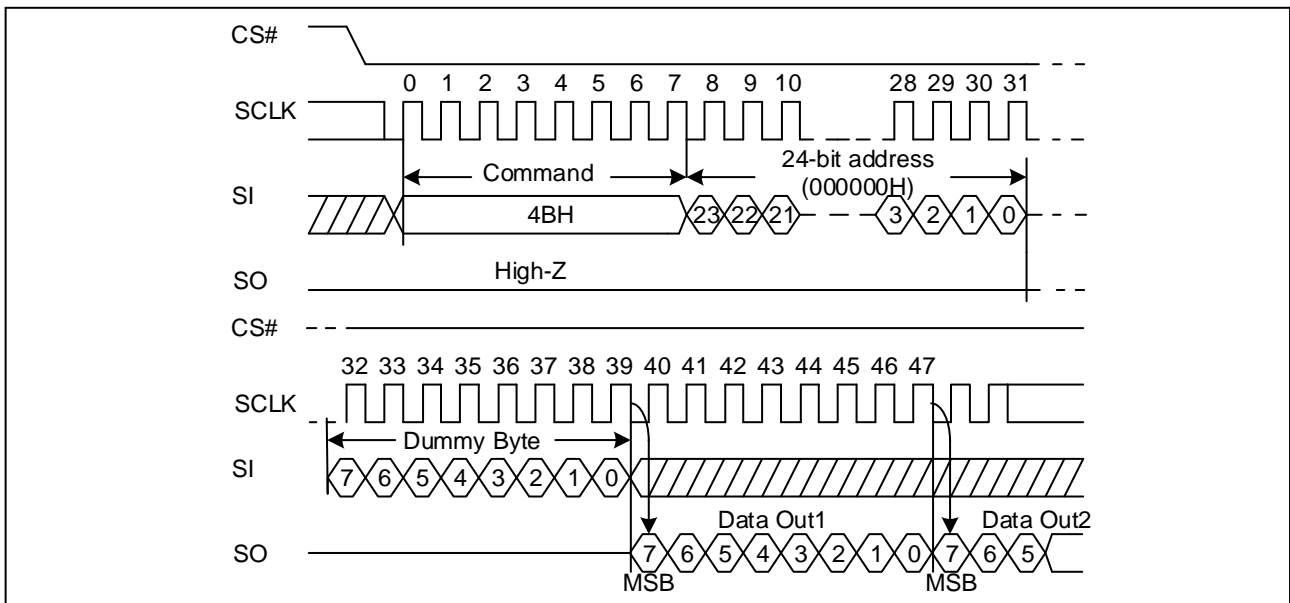 CS#
0 1 2 3 4 5 6 7 8 9 10 28 29 30 31
SCLK
Command
24-bit address
(000000H)
SI
4BH
23 22 21 3 2 1 0
High-Z
SO
CS#
32 33 34 35 36 37 38 39 40 41 42 43 44 45 46 47
SCLK
Dummy Byte
SI
7 6 5 4 3 2 1 0
Data Out1 Data Out2
SO
7 6 5 4 3 2 1 0 7 6 5
MSB MSB